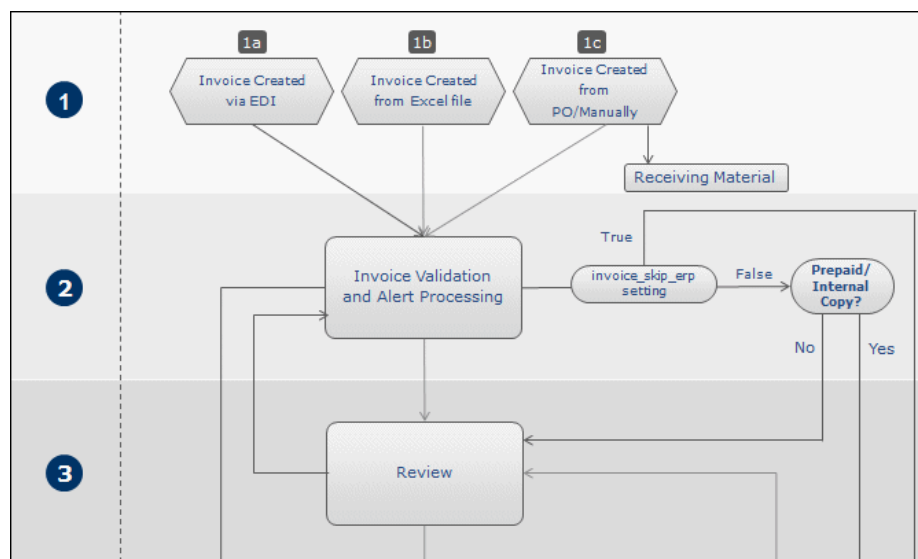 1a
1b
1c
1
Invoice Created
via EDI
Invoice Created
from Excel file
Invoice Created
from
PO/Manually
Receiving Material
2
Invoice Validation
and Alert Processing
True
invoice_skip_erp
setting
False
Prepaid/
Internal
Copy?
No
Yes
3
Review